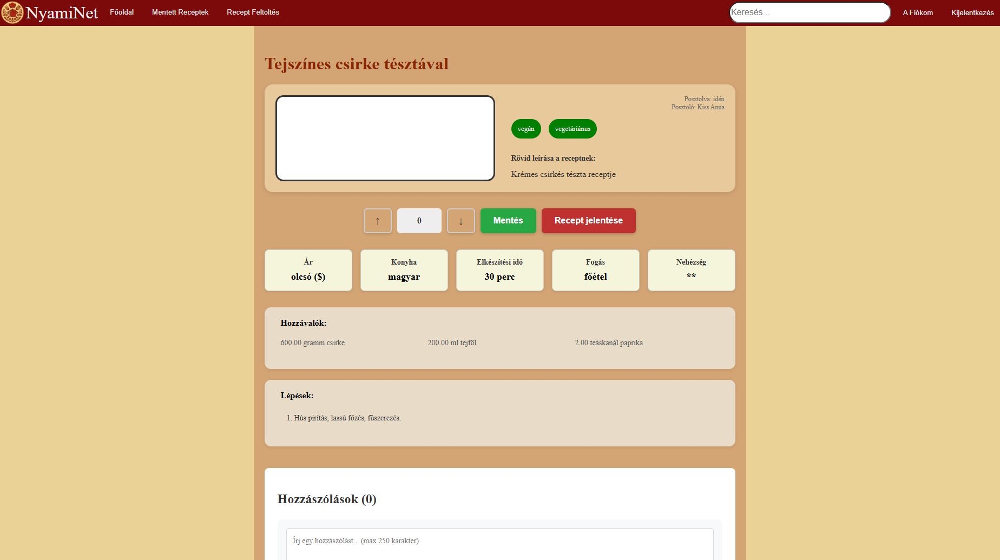 NyamiNet Főoldal Mentett Receptek Recept Feltöltés Keresés... A Fiókom Kijelentkezés
Tejszínes csirke tésztával
Posztolva: idén
Posztoló: Kiss Anna
vegán vegetáriánus
Rövid leírása a receptnek:
Krémes csirkés tészta receptje
↑ 0 ↓ Mentés Recept jelentése
Ár Konyha Elkészítési idő Fogás Nehézség
olcsó ($) magyar 30 perc főétel **
Hozzávalók:
600.00 gramm csirke 200.00 ml tejföl 2.00 teáskanál paprika
Lépések:
1. Hús pirítás, lassú főzés, fűszerezés.
Hozzászólások (0)
Írj egy hozzászólást... (max 250 karakter)